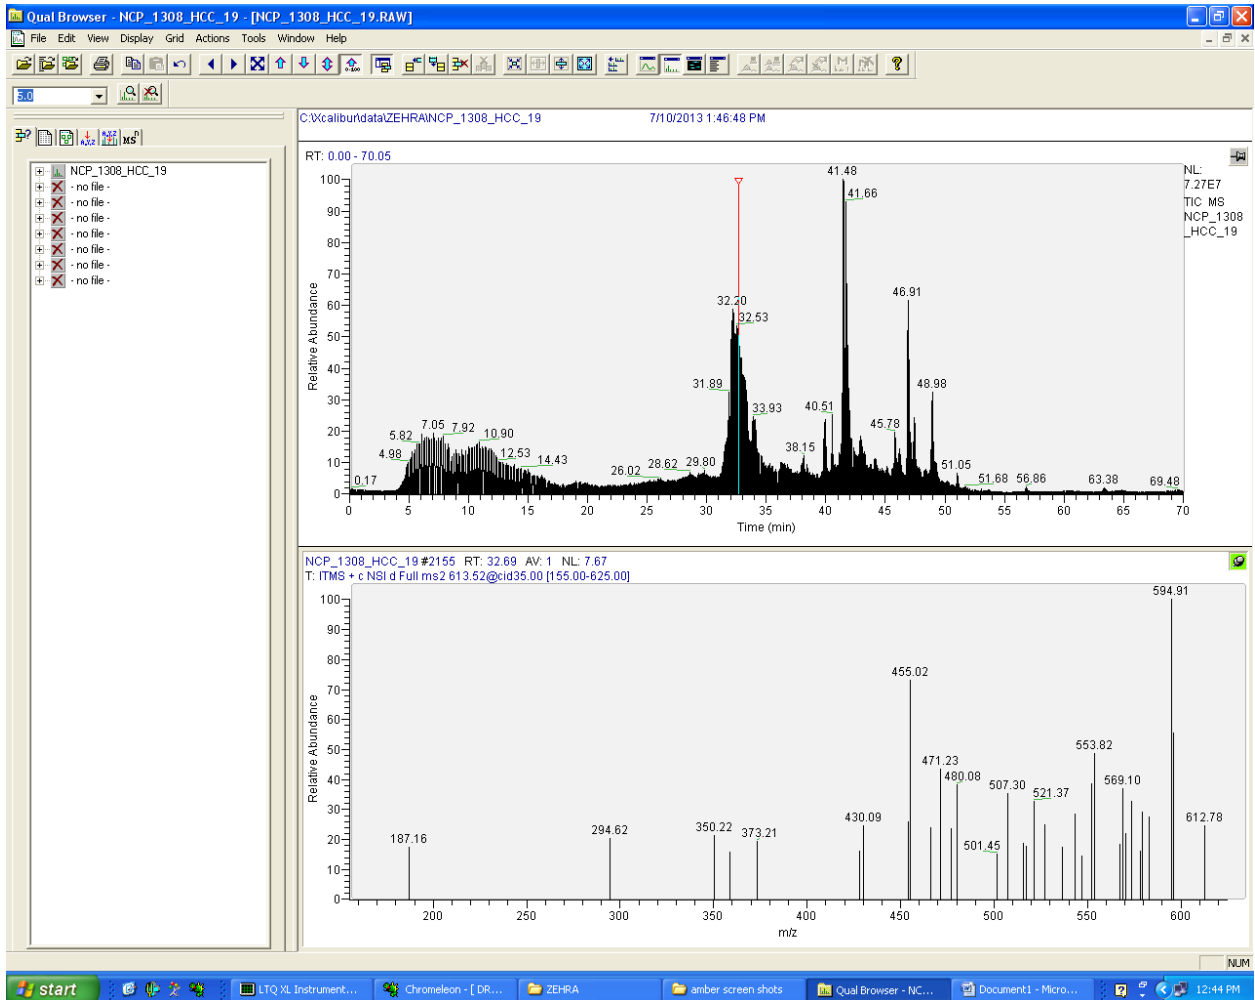 Qual Browser - NCP_1308_HCC_19 - [NCP_1308_HCC_19.RAW]
File Edit View Display Grid Actions Tools Window Help
5.0
C:\Xcalibur\data\ZEHRA\NCP_1308_HCC_19 7/10/2013 1:46:48 PM
NCP_1308_HCC_19
- no file -
- no file -
- no file -
- no file -
- no file -
- no file -
- no file -
RT: 0.00 - 70.05
NL:
7.27E7
TIC MS
NCP_1308
_HCC_19
100
90
80
70
60
50
40
30
20
10
0
Relative Abundance
41.48
41.66
46.91
32.20
32.53
31.89
33.93
40.51
48.98
45.78
38.15
5.82
7.05
7.92
10.90
4.98
12.53
14.43
26.02
28.62
29.80
51.05
0.17
51.68
56.86
63.38
69.48
0 5 10 15 20 25 30 35 40 45 50 55 60 65 70
Time (min)
NCP_1308_HCC_19 #2155 RT: 32.69 AV: 1 NL: 7.67
T: ITMS + c NSI d Full ms2 613.52@cid35.00 [155.00-625.00]
100
90
80
70
60
50
40
30
20
10
0
Relative Abundance
594.91
455.02
553.82
471.23
480.08
507.30
521.37
569.10
430.09
612.78
501.45
187.16
294.62
350.22
373.21
200 250 300 350 400 450 500 550 600
m/z
NUM
start
LTQ XL Instrument...
Chromeleon - [ DR...
ZEHRA
amber screen shots
Qual Browser - NC...
Document1 - Micro...
12:44 PM